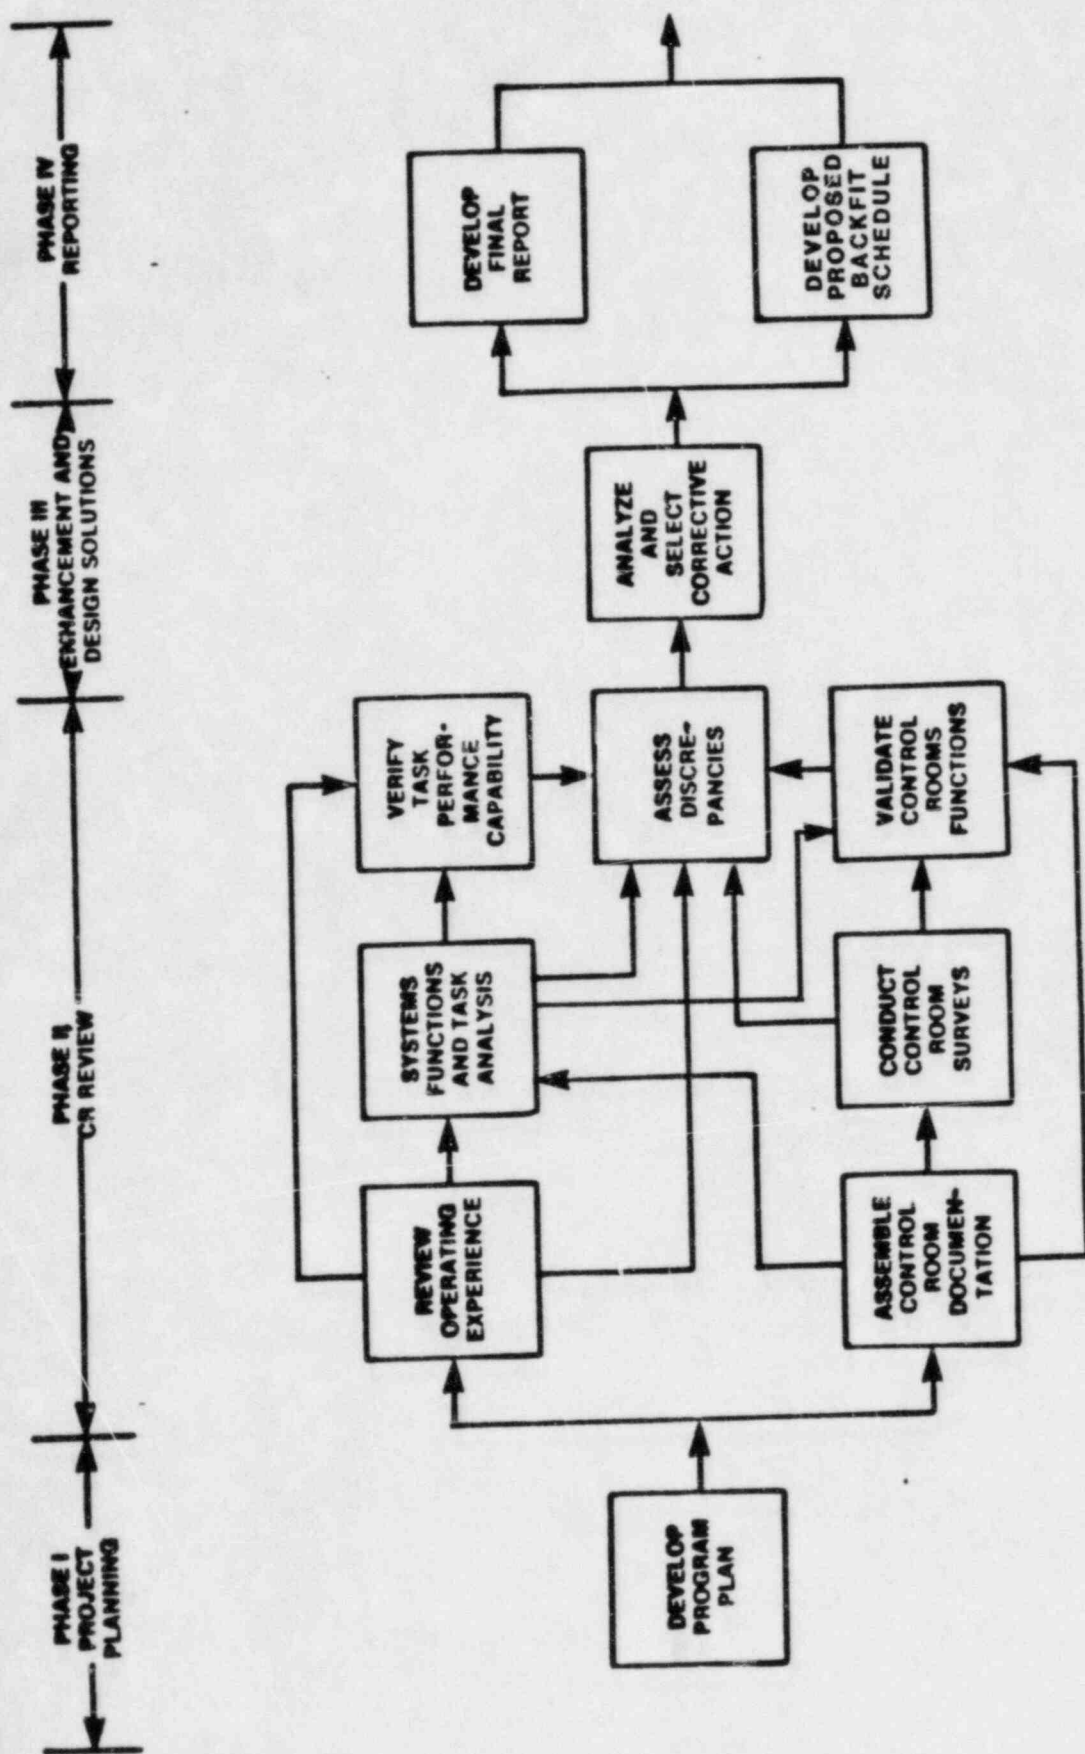 PHASE I
PROJECT
PLANNING
PHASE II,
CR REVIEW
PHASE III
ENHANCEMENT AND
DESIGN SOLUTIONS
PHASE IV
REPORTING
DEVELOP
PROGRAM
PLAN
REVIEW
OPERATING
EXPERIENCE
SYSTEMS
FUNCTIONS
AND TASK
ANALYSIS
VERIFY
TASK
PERFOR-
MANCE
CAPABILITY
ASSEMBLE
CONTROL
ROOM
DOCUMEN-
TATION
CONDUCT
CONTROL
ROOM
SURVEYS
VALIDATE
CONTROL
ROOMS
FUNCTIONS
ASSESS
DISCRE-
PANCIES
ANALYZE
AND
SELECT
CORRECTIVE
ACTION
DEVELOP
FINAL
REPORT
DEVELOP
PROPOSED
BACKFIT
SCHEDULE